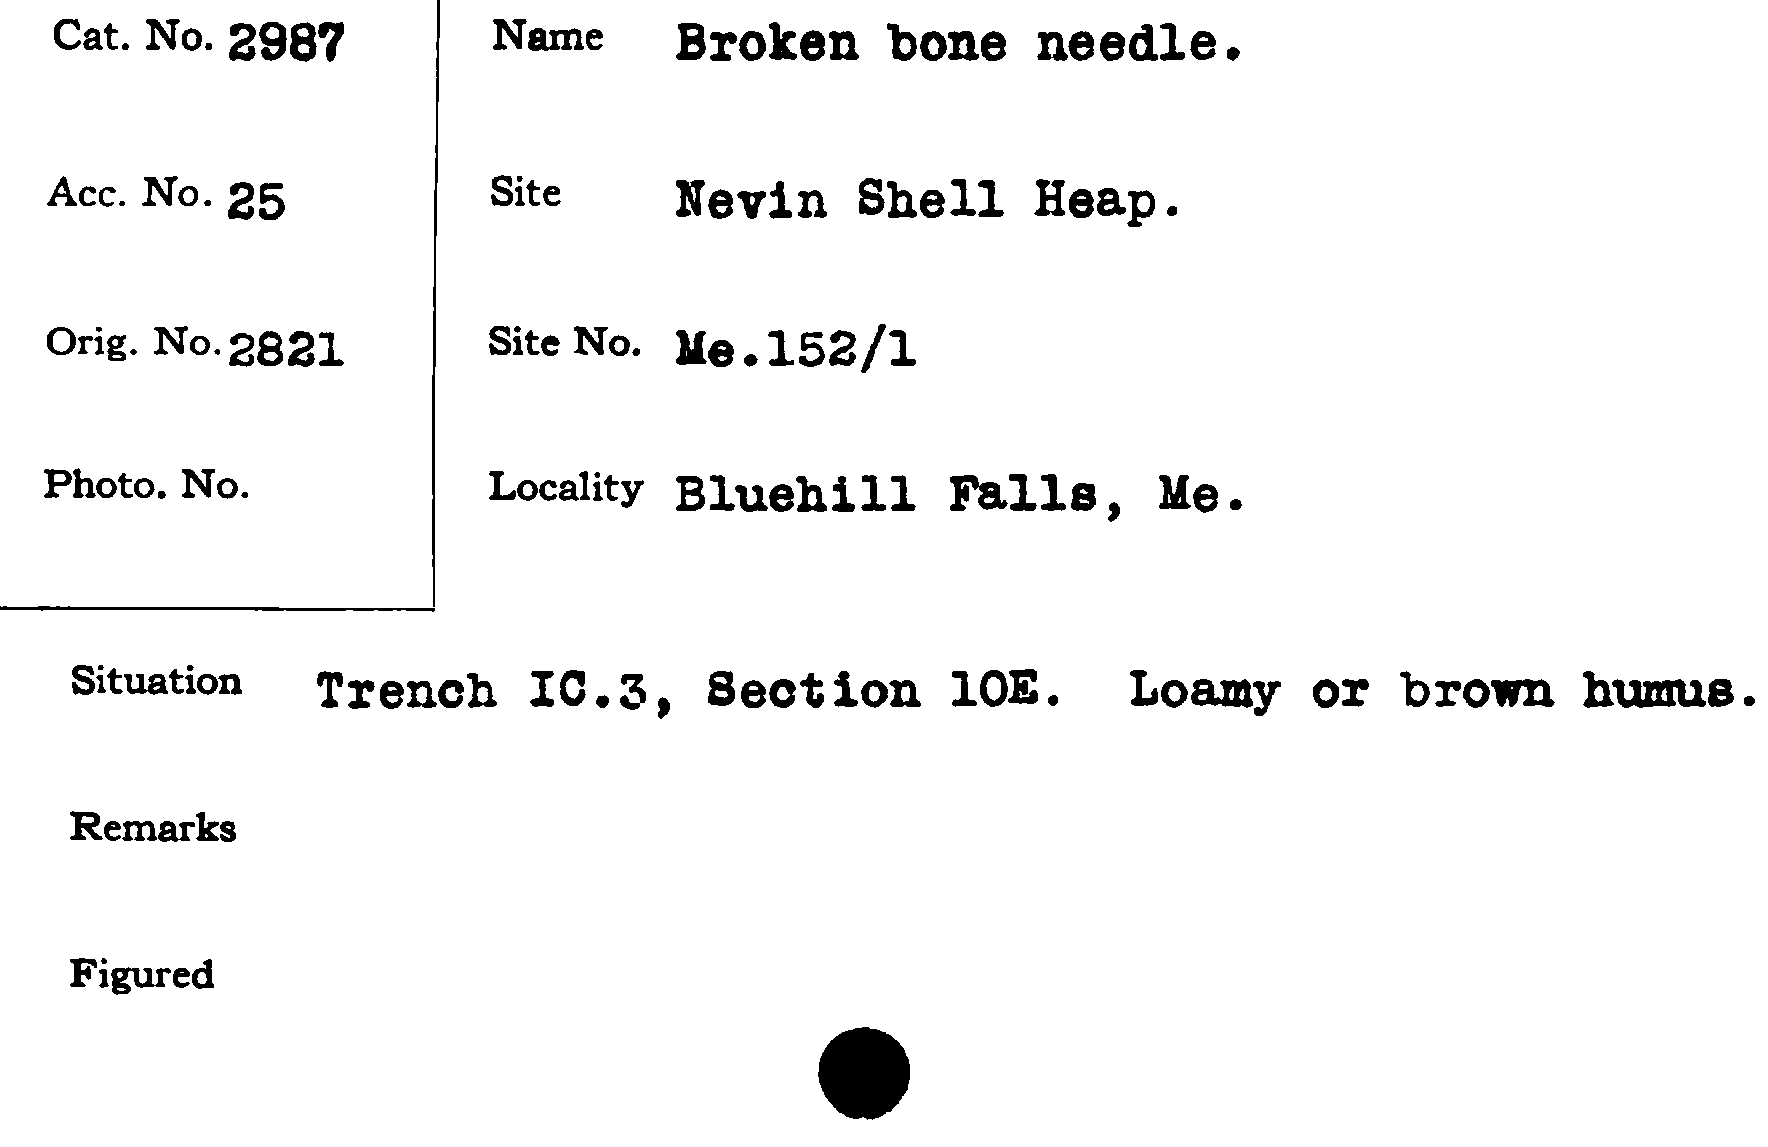 Cat. No. 2987
Name Broken bone needle.
Acc. No. 25
Site Nevin Shell Heap.
Orig. No. 2821
Site No. Me.152/1
Photo. No.
Locality Bluehill Falls, Me.
Situation Trench IC.3, Section 10E. Loamy or brown humus.
Remarks
Figured